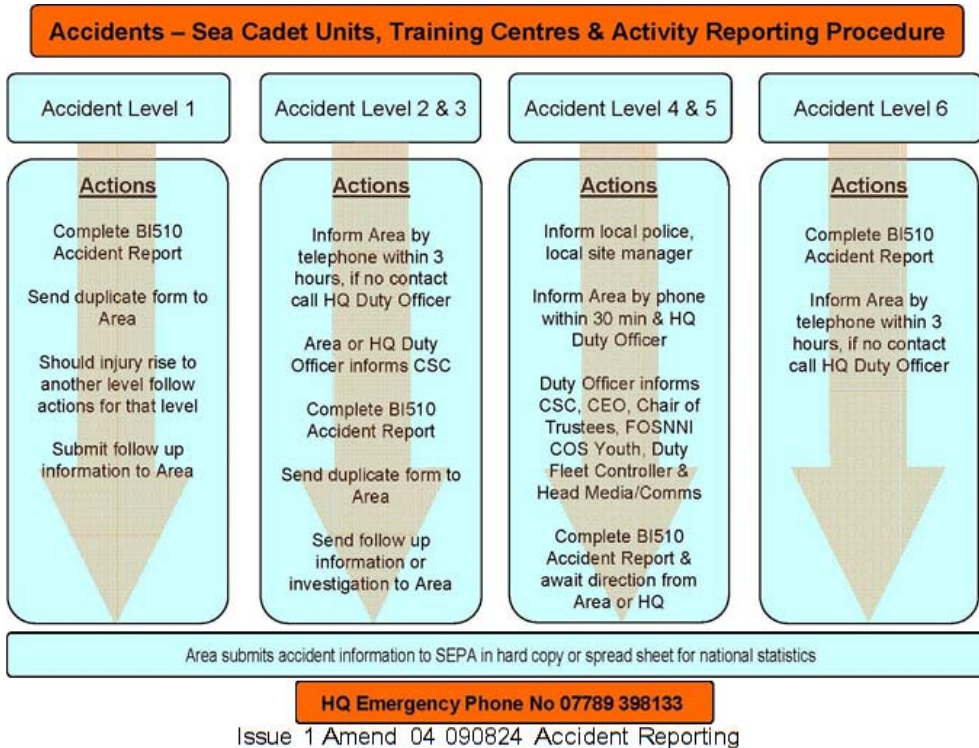 Accidents – Sea Cadet Units, Training Centres & Activity Reporting Procedure
Accident Level 1
Actions
Complete BI510
Accident Report
Send duplicate form to
Area
Should injury rise to
another level follow
actions for that level
Submit follow up
information to Area
Accident Level 2 & 3
Actions
Inform Area by
telephone within 3
hours, if no contact
call HQ Duty Officer
Area or HQ Duty
Officer informs CSC
Complete BI510
Accident Report
Send duplicate form to
Area
Send follow up
information or
investigation to Area
Accident Level 4 & 5
Actions
Inform local police,
local site manager
Inform Area by phone
within 30 min & HQ
Duty Officer
Duty Officer informs
CSC, CEO, Chair of
Trustees, FOSNNI
COS Youth, Duty
Fleet Controller &
Head Media/Comms
Complete BI510
Accident Report &
await direction from
Area or HQ
Accident Level 6
Actions
Complete BI510
Accident Report
Inform Area by
telephone within 3
hours, if no contact
call HQ Duty Officer
Area submits accident information to SEPA in hard copy or spread sheet for national statistics
HQ Emergency Phone No 07789 398133
Issue 1 Amend 04 090824 Accident Reporting